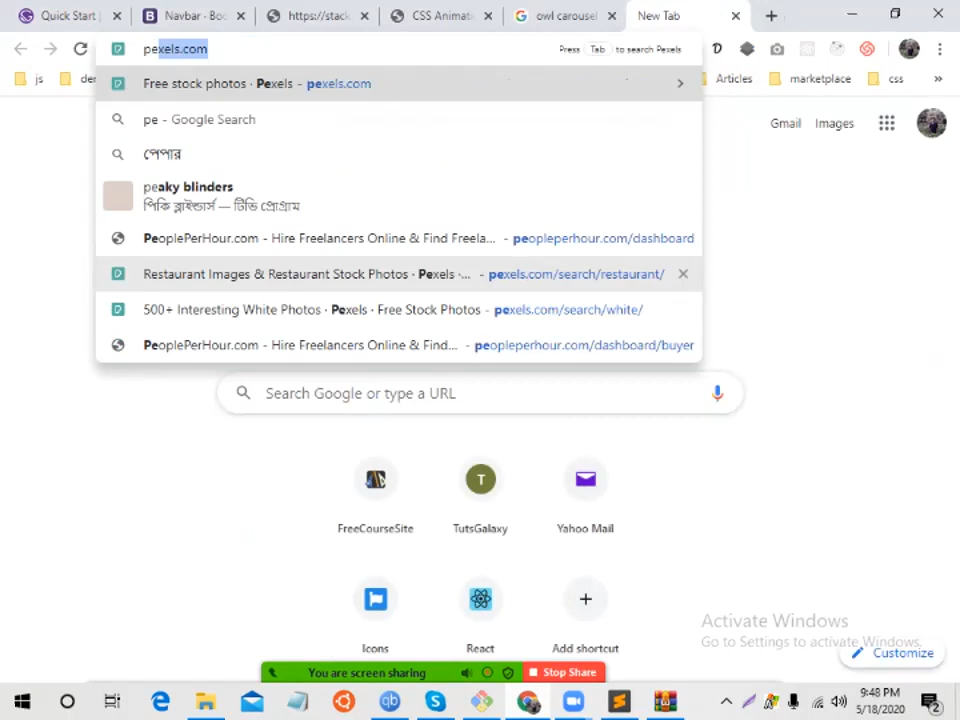 Quick Start
Navbar · Boo
https://stack
CSS Animat
owl carousel
New Tab
pexels.com
Press Tab to search Pexels
js
der
Articles
marketplace
css
»
Free stock photos · Pexels - pexels.com
pe - Google Search
পেপার
peaky blinders
পিকি ব্লাইন্ডার্স — টিভি প্রোগ্রাম
PeoplePerHour.com - Hire Freelancers Online & Find Freela... - peopleperhour.com/dashboard
Restaurant Images & Restaurant Stock Photos · Pexels ·... - pexels.com/search/restaurant/
500+ Interesting White Photos · Pexels · Free Stock Photos - pexels.com/search/white/
PeoplePerHour.com - Hire Freelancers Online & Find... - peopleperhour.com/dashboard/buyer
Gmail Images
Search Google or type a URL
T
FreeCourseSite
TutsGalaxy
Yahoo Mail
Icons
React
Add shortcut
Activate Windows
Go to Settings to activate Windows.
Customize
You are screen sharing
Stop Share
9:48 PM
5/18/2020
2